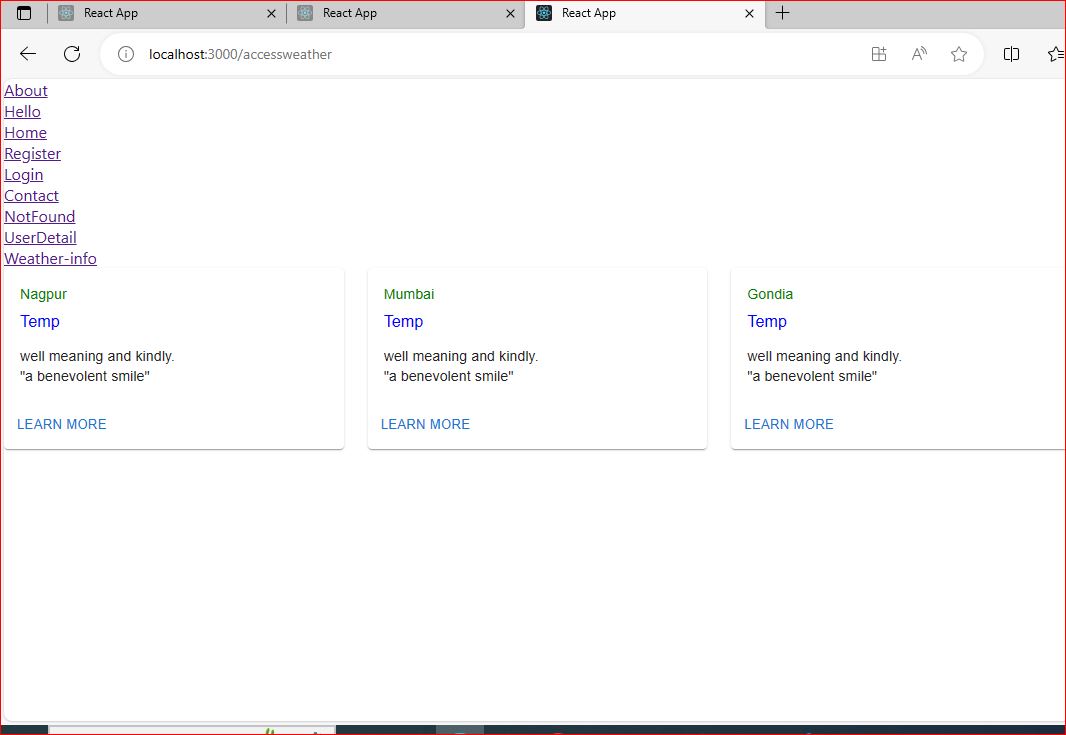 React App React App React App
localhost:3000/accessweather
About
Hello
Home
Register
Login
Contact
NotFound
UserDetail
Weather-info
Nagpur
Temp
well meaning and kindly.
"a benevolent smile"
LEARN MORE
Mumbai
Temp
well meaning and kindly.
"a benevolent smile"
LEARN MORE
Gondia
Temp
well meaning and kindly.
"a benevolent smile"
LEARN MORE